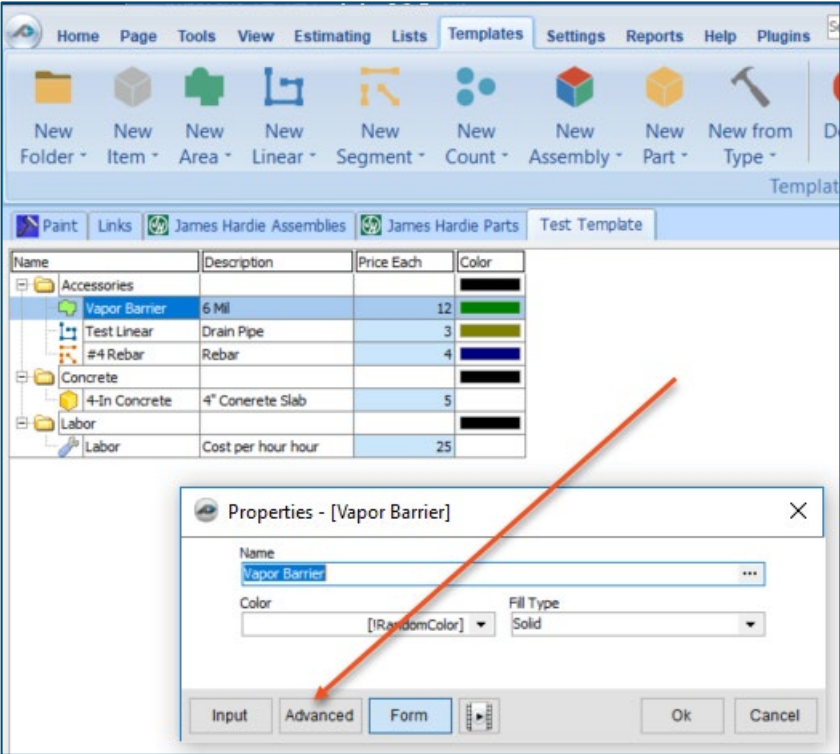 Home Page Tools View Estimating Lists Templates Settings Reports Help Plugins
New New New New New New New New New from
Folder Item Area Linear Segment Count Assembly Part Type
Paint Links James Hardie Assemblies James Hardie Parts Test Template
Name Description Price Each Color
Accessories
Vapor Barrier 6 Mil 12
Test Linear Drain Pipe 3
#4 Rebar Rebar 4
Concrete
4-In Concrete 4" Conerete Slab 5
Labor
Labor Cost per hour hour 25
Properties - [Vapor Barrier]
Name
Vapor Barrier ...
Color Fill Type
[!RandomColor] Solid
Input Advanced Form Ok Cancel